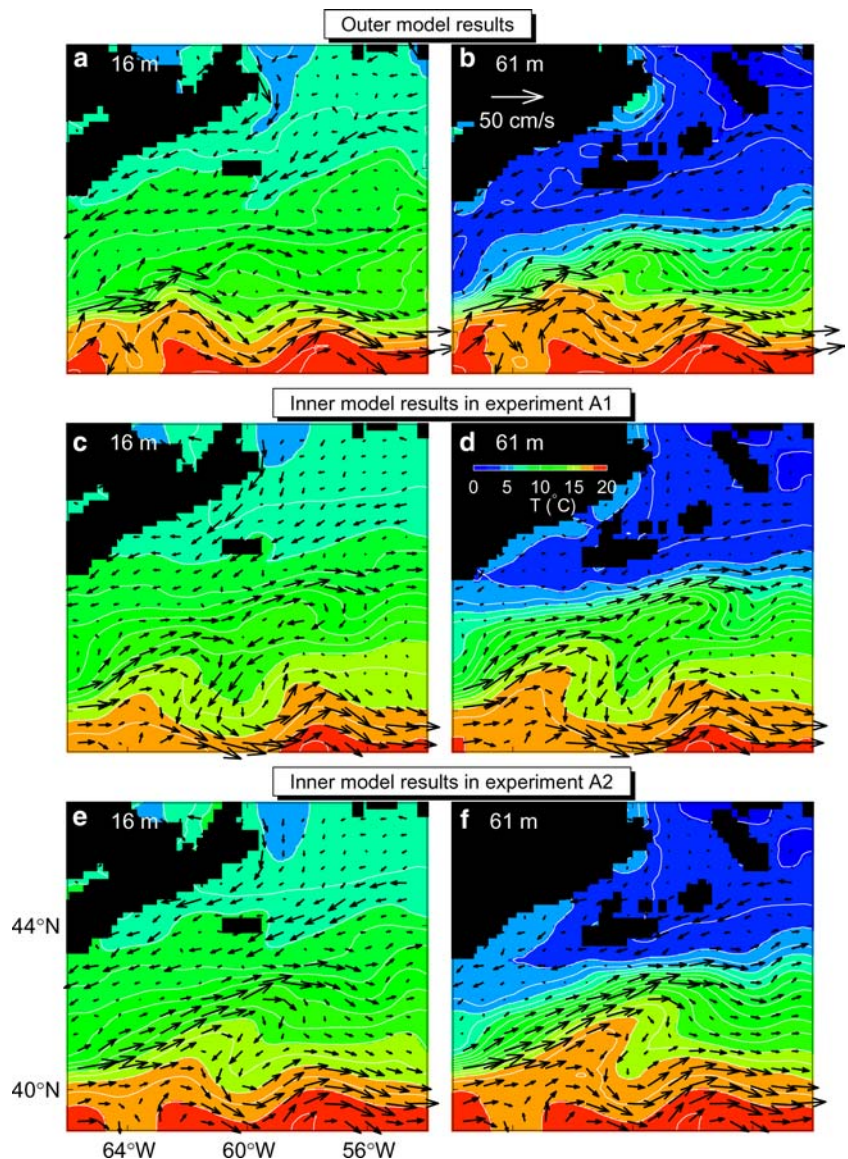 Outer model results
a 16 m
b 61 m
50 cm/s
Inner model results in experiment A1
c 16 m
d 61 m
0 5 10 15 20
T (°C)
Inner model results in experiment A2
e 16 m
f 61 m
44°N
40°N
64°W 60°W 56°W